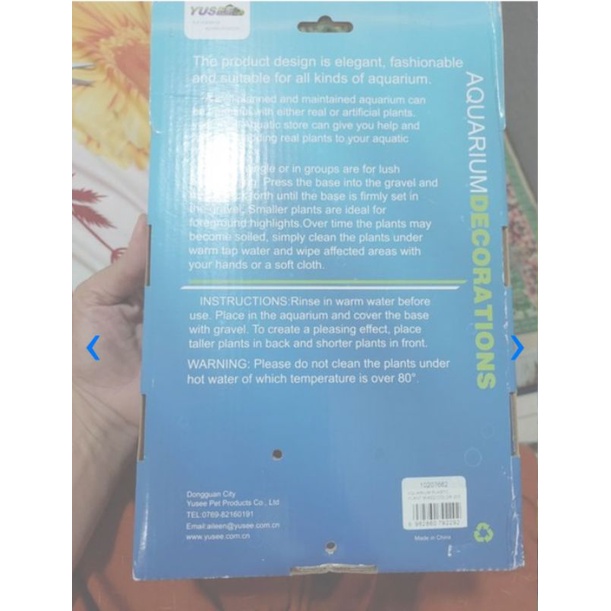 YUSEE
The product design is elegant, fashionable
and suitable for all kinds of aquarium.
and maintained aquarium can
with either real or artificial plants.
store can give you help and
real plants to your aquatic
or in groups are for lush
Press the base into the gravel and
forth until the base is firmly set in
the gravel. Smaller plants are ideal for
foreground highlights.Over time the plants may
become soiled, simply clean the plants under
warm tap water and wipe affected areas with
your hands or a soft cloth.
INSTRUCTIONS:Rinse in warm water before
use. Place in the aquarium and cover the base
with gravel. To create a pleasing effect, place
taller plants in back and shorter plants in front.
WARNING: Please do not clean the plants under
hot water of which temperature is over 80°.
AQUARIUMDECORATIONS
Dongguan City
Yusee Pet Products Co., Ltd
TEL:0769-82160191
Email:aileen@yusee.com.cn
www.yusee.com.cn
Made in China